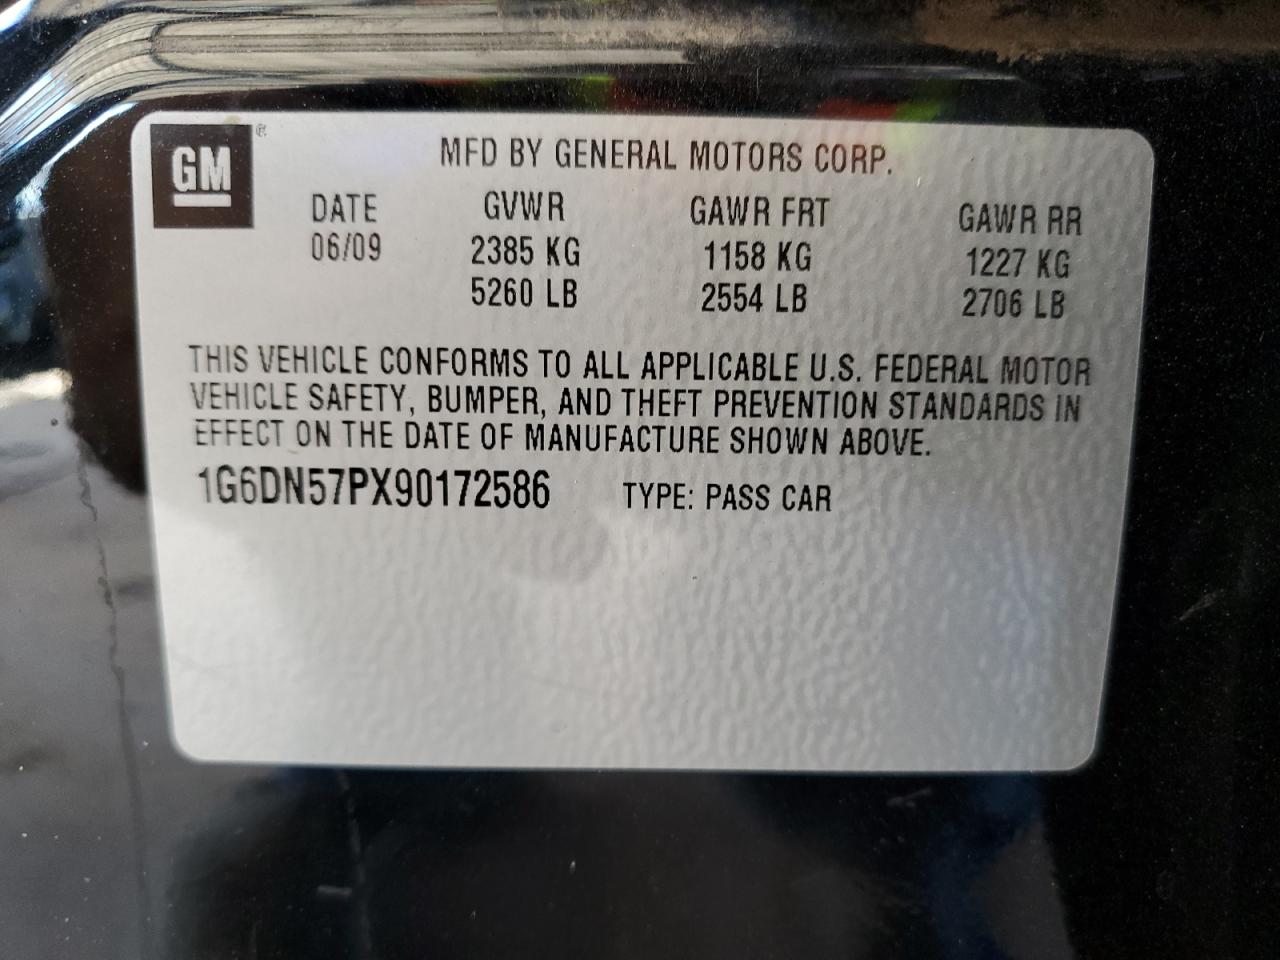 GM ®
MFD BY GENERAL MOTORS CORP.
DATE GVWR GAWR FRT GAWR RR
06/09 2385 KG 1158 KG 1227 KG
5260 LB 2554 LB 2706 LB
THIS VEHICLE CONFORMS TO ALL APPLICABLE U.S. FEDERAL MOTOR
VEHICLE SAFETY, BUMPER, AND THEFT PREVENTION STANDARDS IN
EFFECT ON THE DATE OF MANUFACTURE SHOWN ABOVE.
1G6DN57PX90172586 TYPE: PASS CAR